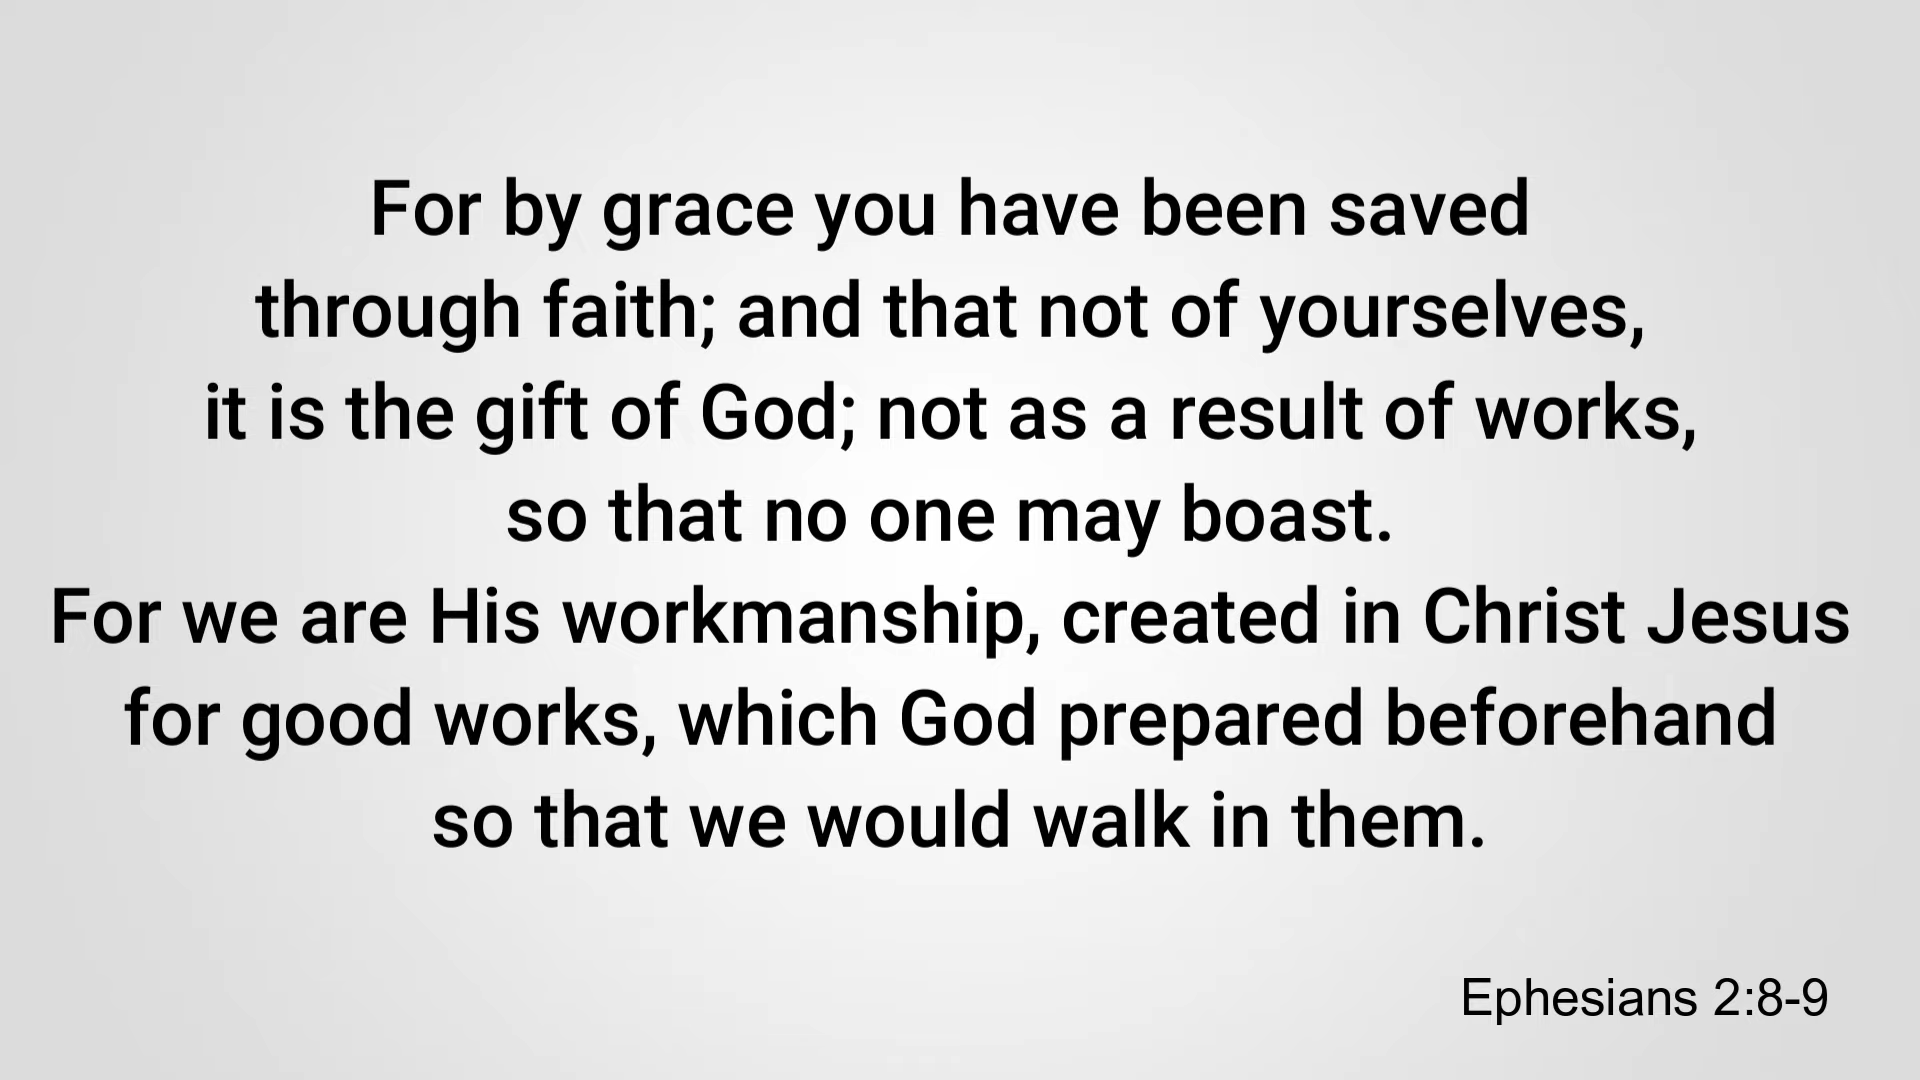 For by grace you have been saved
through faith; and that not of yourselves,
it is the gift of God; not as a result of works,
so that no one may boast.
For we are His workmanship, created in Christ Jesus
for good works, which God prepared beforehand
so that we would walk in them.
Ephesians 2:8-9